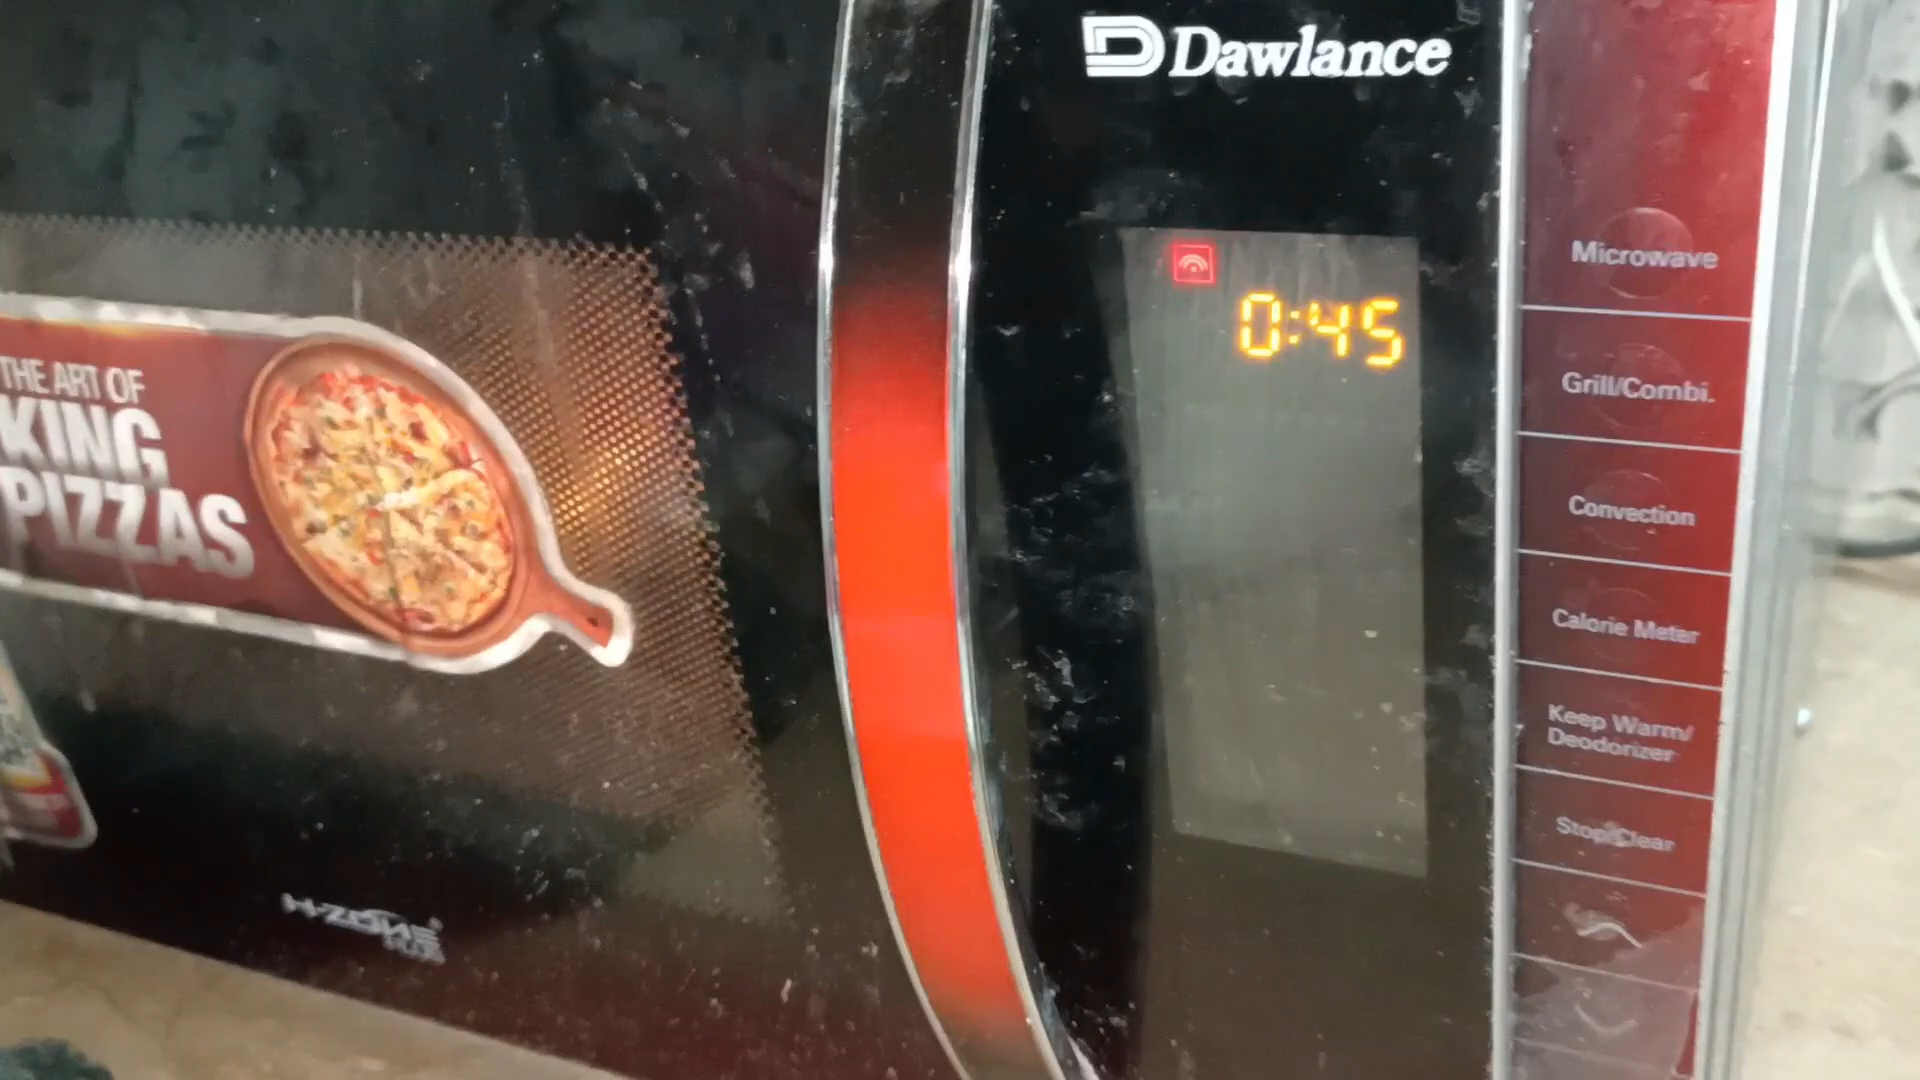 Dawlance
0:45
THE ART OF
KING
PIZZAS
Microwave
Grill/Combi.
Convection
Calorie Meter
Keep Warm/
Deodorizer
Stop/Clear
H-ZONE